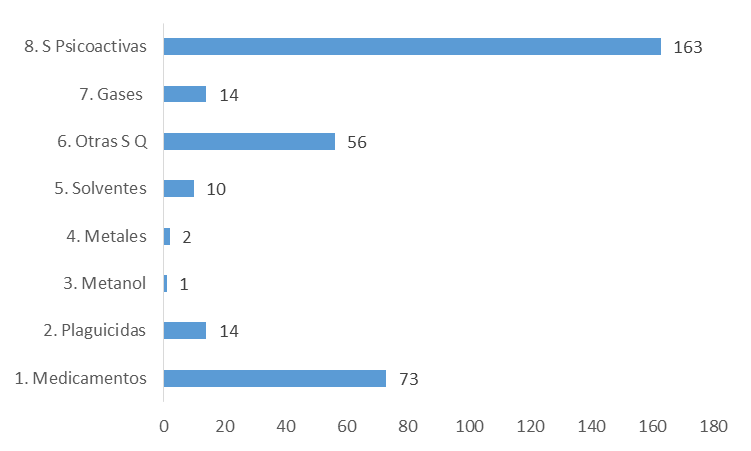 8. S Psicoactivas 163
7. Gases 14
6. Otras S Q 56
5. Solventes 10
4. Metales 2
3. Metanol 1
2. Plaguicidas 14
1. Medicamentos 73
0 20 40 60 80 100 120 140 160 180